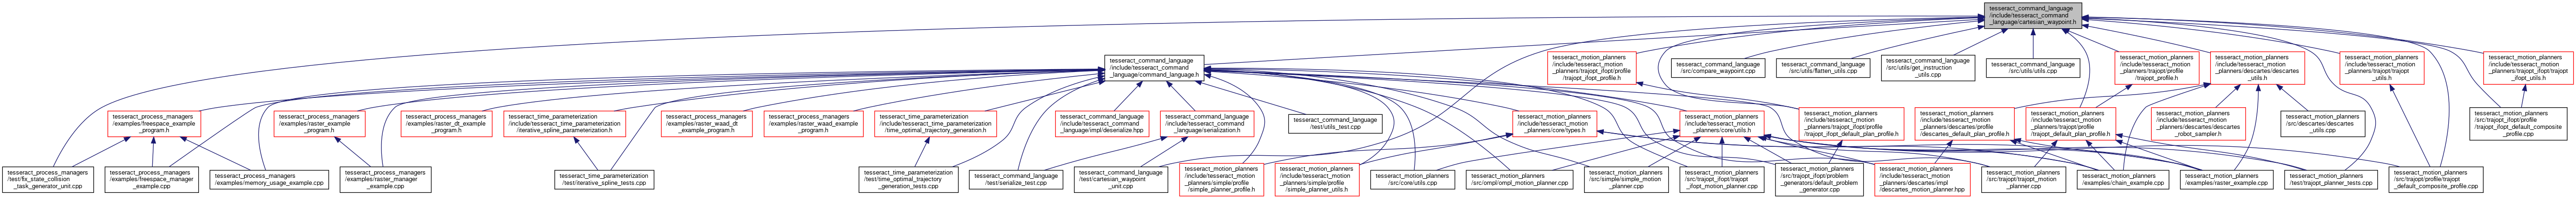 tesseract_command_language
/include/tesseract_command
_language/cartesian_waypoint.h
tesseract_command_language
/include/tesseract_command
_language/command_language.h
tesseract_motion_planners
/include/tesseract_motion
_planners/trajopt_ifopt/profile
/trajopt_ifopt_profile.h
tesseract_command_language
/src/compare_waypoint.cpp
tesseract_command_language
/src/utils/flatten_utils.cpp
tesseract_command_language
/src/utils/get_instruction
_utils.cpp
tesseract_command_language
/src/utils/utils.cpp
tesseract_motion_planners
/include/tesseract_motion
_planners/trajopt/profile
/trajopt_profile.h
tesseract_motion_planners
/include/tesseract_motion
_planners/descartes/descartes
_utils.h
tesseract_motion_planners
/include/tesseract_motion
_planners/trajopt/trajopt
_utils.h
tesseract_motion_planners
/include/tesseract_motion
_planners/trajopt_ifopt/trajopt
_ifopt_utils.h
tesseract_process_managers
/examples/freespace_example
_program.h
tesseract_process_managers
/examples/raster_example
_program.h
tesseract_process_managers
/examples/raster_dt_example
_program.h
tesseract_time_parameterization
/include/tesseract_time_parameterization
/iterative_spline_parameterization.h
tesseract_process_managers
/examples/raster_waad_dt
_example_program.h
tesseract_process_managers
/examples/raster_waad_example
_program.h
tesseract_time_parameterization
/include/tesseract_time_parameterization
/time_optimal_trajectory_generation.h
tesseract_command_language
/include/tesseract_command
_language/impl/deserialize.hpp
tesseract_command_language
/include/tesseract_command
_language/serialization.h
tesseract_command_language
/test/utils_test.cpp
tesseract_motion_planners
/include/tesseract_motion
_planners/core/types.h
tesseract_motion_planners
/include/tesseract_motion
_planners/core/utils.h
tesseract_motion_planners
/include/tesseract_motion
_planners/trajopt_ifopt/profile
/trajopt_ifopt_default_plan_profile.h
tesseract_motion_planners
/include/tesseract_motion
_planners/descartes/profile
/descartes_default_plan_profile.h
tesseract_motion_planners
/include/tesseract_motion
_planners/trajopt/profile
/trajopt_default_plan_profile.h
tesseract_motion_planners
/include/tesseract_motion
_planners/descartes/descartes
_robot_sampler.h
tesseract_motion_planners
/src/descartes/descartes
_utils.cpp
tesseract_motion_planners
/src/trajopt_ifopt/profile
/trajopt_ifopt_default_composite
_profile.cpp
tesseract_process_managers
/test/fix_state_collision
_task_generator_unit.cpp
tesseract_process_managers
/examples/freespace_manager
_example.cpp
tesseract_process_managers
/examples/memory_usage_example.cpp
tesseract_process_managers
/examples/raster_manager
_example.cpp
tesseract_time_parameterization
/test/iterative_spline_tests.cpp
tesseract_time_parameterization
/test/time_optimal_trajectory
_generation_tests.cpp
tesseract_command_language
/test/serialize_test.cpp
tesseract_command_language
/test/cartesian_waypoint
_unit.cpp
tesseract_motion_planners
/include/tesseract_motion
_planners/simple/profile
/simple_planner_profile.h
tesseract_motion_planners
/include/tesseract_motion
_planners/simple/profile
/simple_planner_utils.h
tesseract_motion_planners
/src/core/utils.cpp
tesseract_motion_planners
/src/ompl/ompl_motion_planner.cpp
tesseract_motion_planners
/src/simple/simple_motion
_planner.cpp
tesseract_motion_planners
/src/trajopt_ifopt/trajopt
_ifopt_motion_planner.cpp
tesseract_motion_planners
/src/trajopt_ifopt/problem
_generators/default_problem
_generator.cpp
tesseract_motion_planners
/include/tesseract_motion
_planners/descartes/impl
/descartes_motion_planner.hpp
tesseract_motion_planners
/src/trajopt/trajopt_motion
_planner.cpp
tesseract_motion_planners
/examples/chain_example.cpp
tesseract_motion_planners
/examples/raster_example.cpp
tesseract_motion_planners
/test/trajopt_planner_tests.cpp
tesseract_motion_planners
/src/trajopt/profile/trajopt
_default_composite_profile.cpp